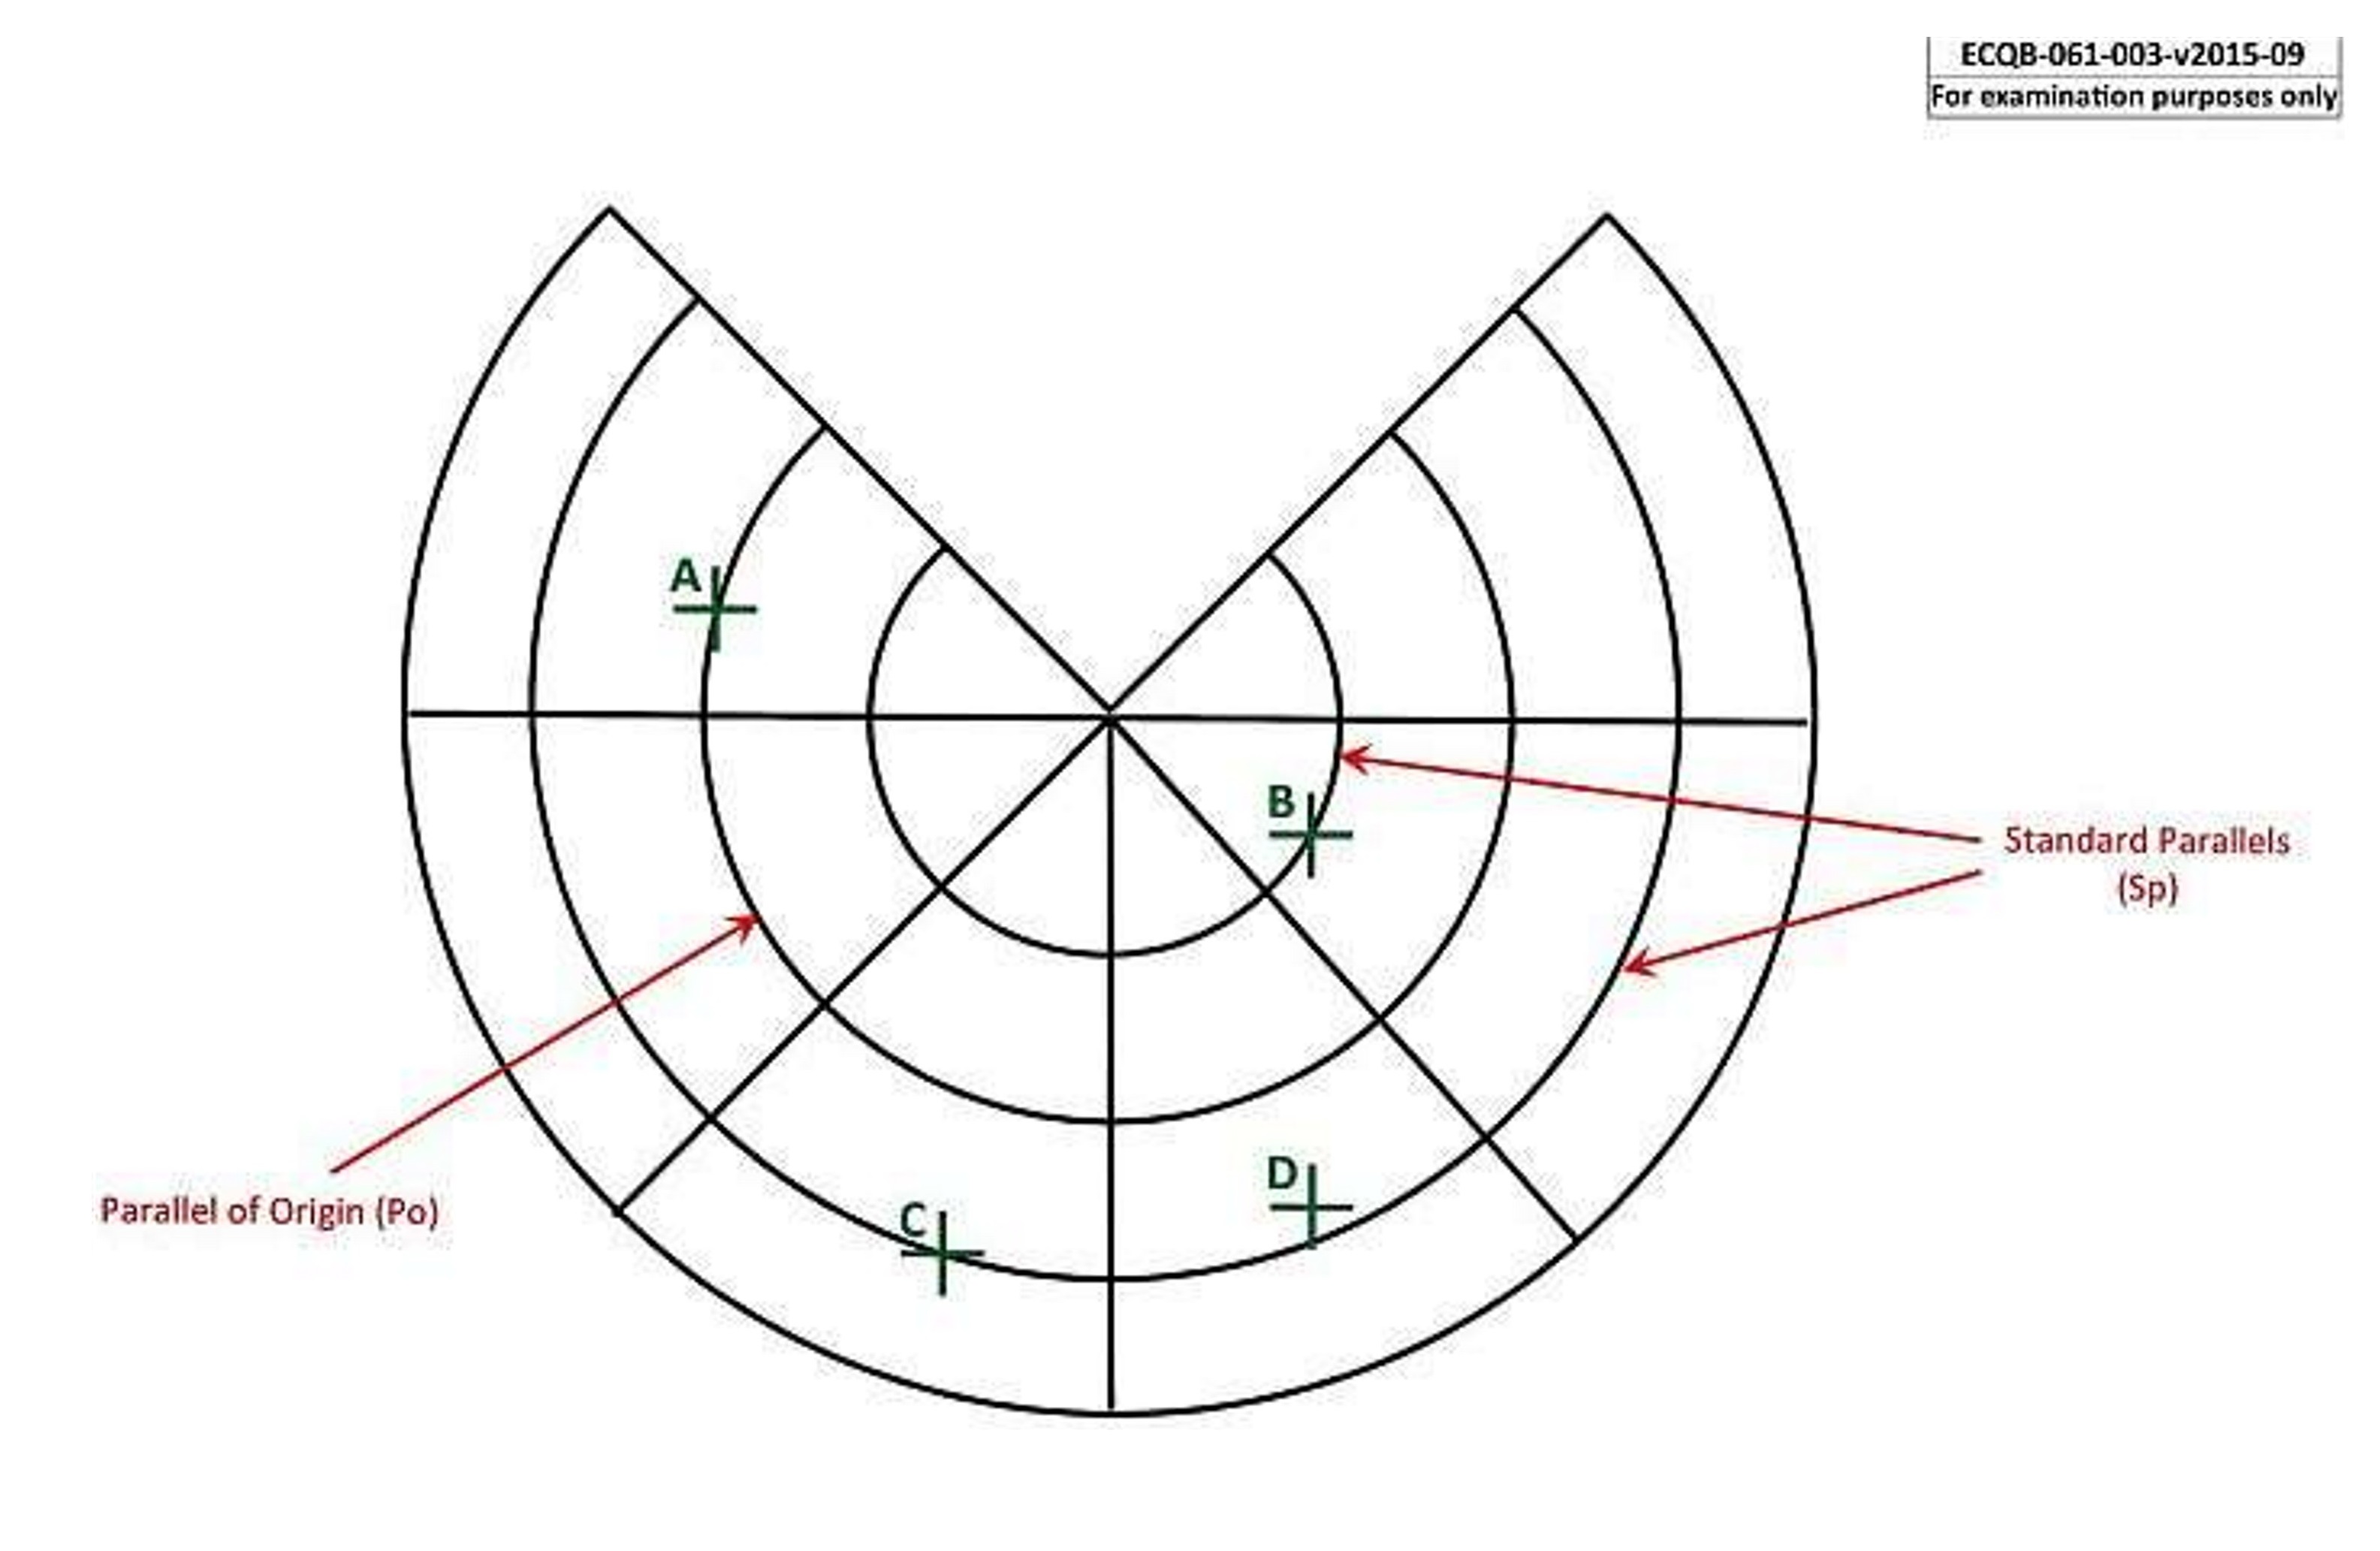 ECQB-061-003-v2015-09
For examination purposes only
A
B
Standard Parallels
(Sp)
D
Parallel of Origin (Po)
C